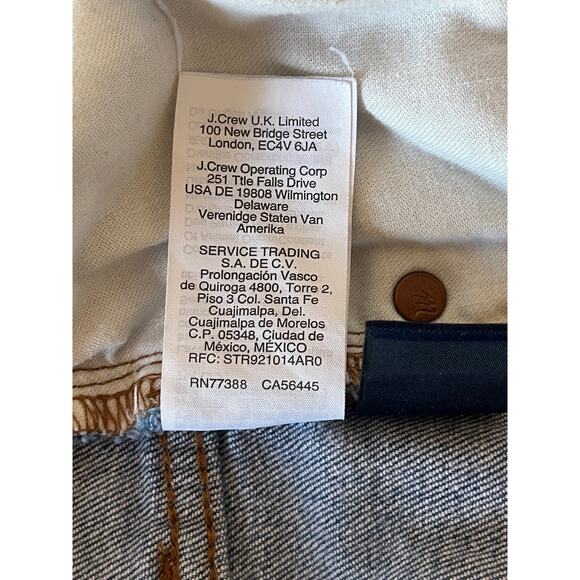 J.Crew U.K. Limited
100 New Bridge Street
London, EC4V 6JA
J.Crew Operating Corp
251 Ttle Falls Drive
USA DE 19808 Wilmington
Delaware
Verenidge Staten Van
Amerika
SERVICE TRADING
S.A. DE C.V.
Prolongación Vasco
de Quiroga 4800, Torre 2,
Piso 3 Col. Santa Fe
Cuajimalpa, Del.
Cuajimalpa de Morelos
C.P. 05348, Ciudad de
México, MÉXICO
RFC: STR921014AR0
RN77388 CA56445
m